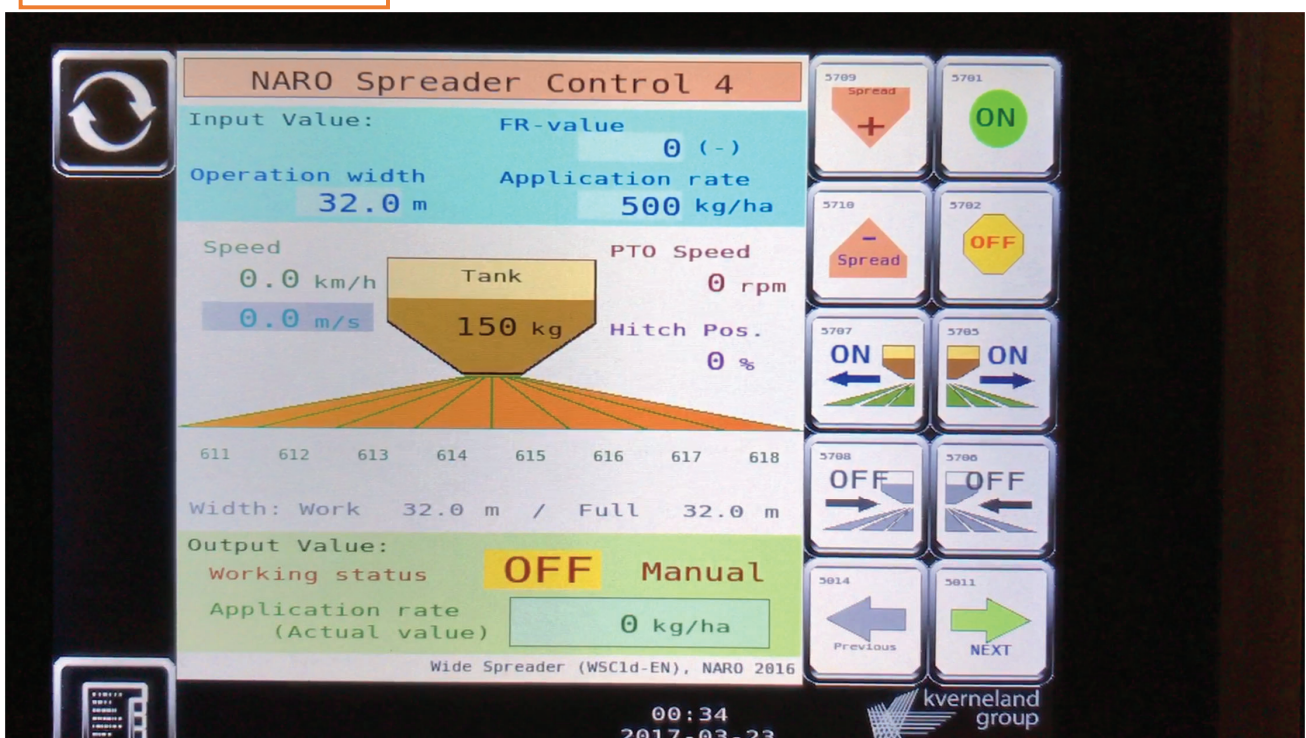 NARO Spreader Control 4
Input Value:
FR-value
0 (-)
Operation width
32.0 m
Application rate
500 kg/ha
Speed
0.0 km/h
0.0 m/s
Tank
150 kg
PTO Speed
0 rpm
Hitch Pos.
0 %
611 612 613 614 615 616 617 618
Width: Work 32.0 m / Full 32.0 m
Output Value:
Working status OFF Manual
Application rate
(Actual value)
0 kg/ha
Wide Spreader (WSC1d-EN), NARO 2016
5709
Spread
+
5701
ON
5710
-
Spread
5702
OFF
5707
ON
5705
ON
5708
OFF
5706
OFF
5014
Previous
5011
NEXT
00:34
2017-03-23
kverneland
group